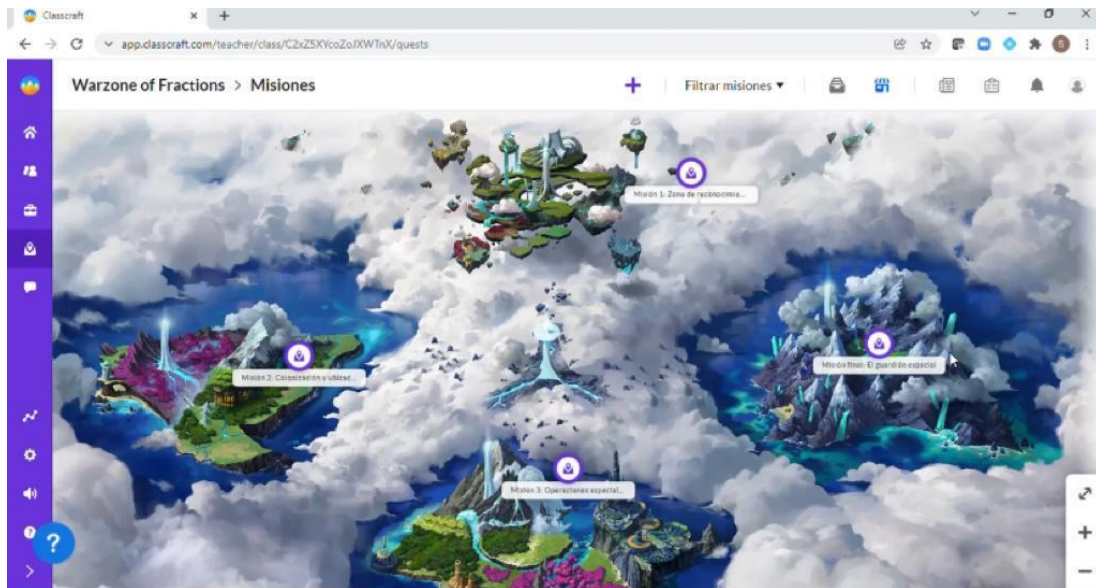 Classcraft
app.classcraft.com/teacher/class/C2xZ5XYcoZoJXWTnX/quests
S
Warzone of Fractions > Misiones
Filtrar misiones
Misión 1: Zona de reconocimie...
Misión 2: Colonización y ubicac...
Misión final: El guardián espacial
Misión 3: Operaciones especial...
?